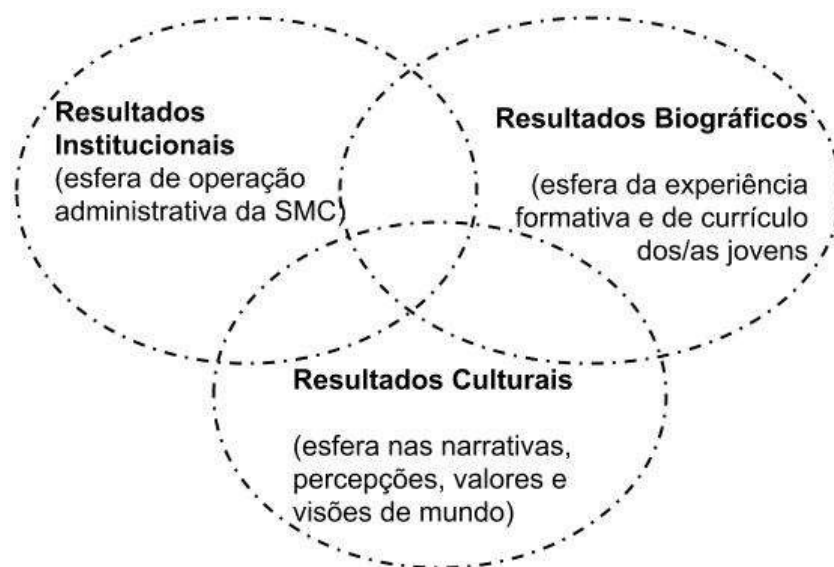 Resultados
Institucionais
(esfera de operação
administrativa da SMC)
Resultados Biográficos
(esfera da experiência
formativa e de currículo
dos/as jovens
Resultados Culturais
(esfera nas narrativas,
percepções, valores e
visões de mundo)